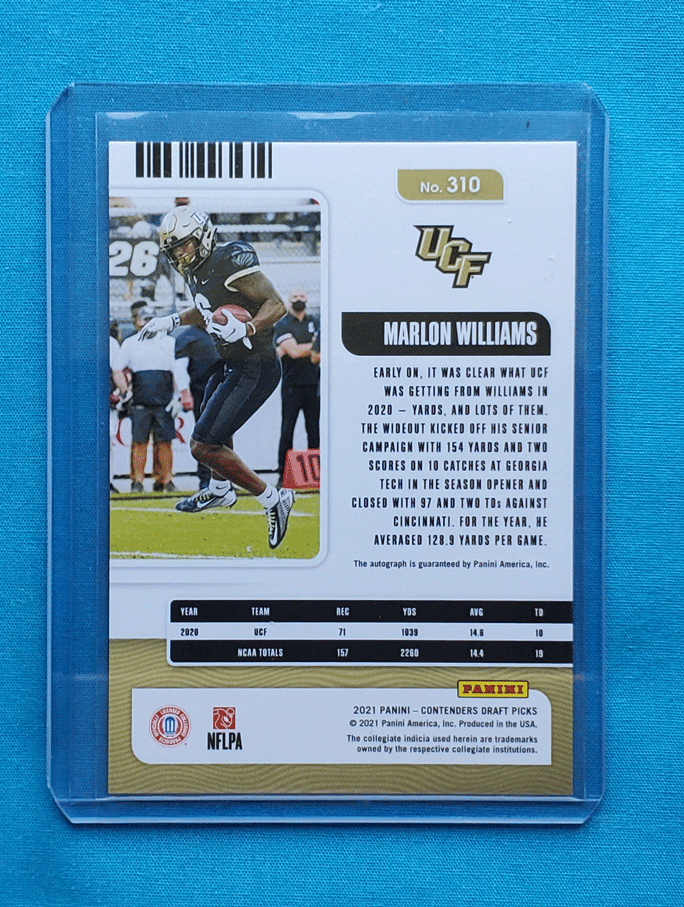 No. 310
UCF
MARLON WILLIAMS
EARLY ON, IT WAS CLEAR WHAT UCF
WAS GETTING FROM WILLIAMS IN
2020 – YARDS, AND LOTS OF THEM.
THE WIDEOUT KICKED OFF HIS SENIOR
CAMPAIGN WITH 154 YARDS AND TWO
SCORES ON 10 CATCHES AT GEORGIA
TECH IN THE SEASON OPENER AND
CLOSED WITH 97 AND TWO TDs AGAINST
CINCINNATI. FOR THE YEAR, HE
AVERAGED 128.9 YARDS PER GAME.
The autograph is guaranteed by Panini America, Inc.
26
UCF
6
10
YEAR TEAM REC YDS AVG TD
2020 UCF 71 1039 14.6 10
NCAA TOTALS 157 2260 14.4 19
PANINI
2021 PANINI – CONTENDERS DRAFT PICKS
© 2021 Panini America, Inc. Produced in the USA.
The collegiate indicia used herein are trademarks
owned by the respective collegiate institutions.
NFLPA